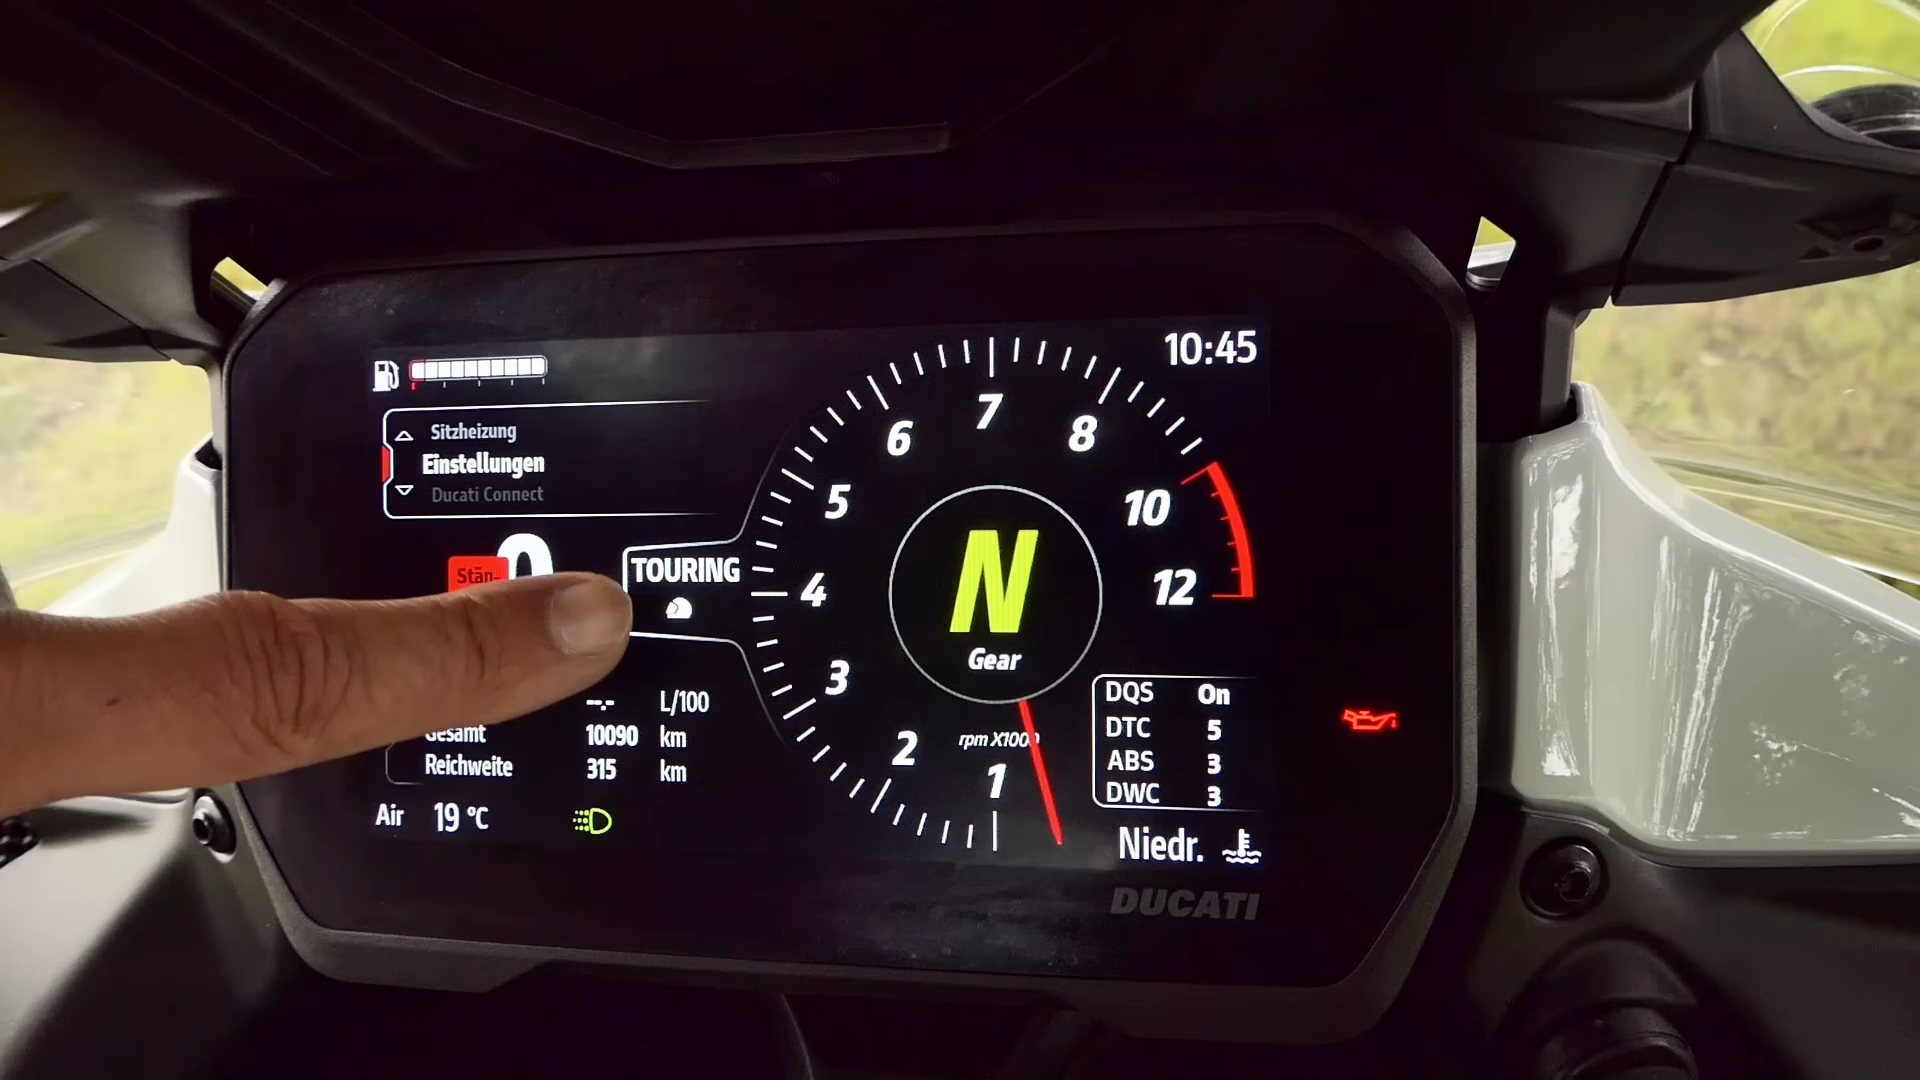 10:45
Sitzheizung
Einstellungen
Ducati Connect
Stän-
0
TOURING
7
6
8
5
10
4
12
3
2
1
N
Gear
rpm X1000
--.- L/100
Gesamt 10090 km
Reichweite 315 km
Air 19 °C
DQS On
DTC 5
ABS 3
DWC 3
Niedr.
DUCATI